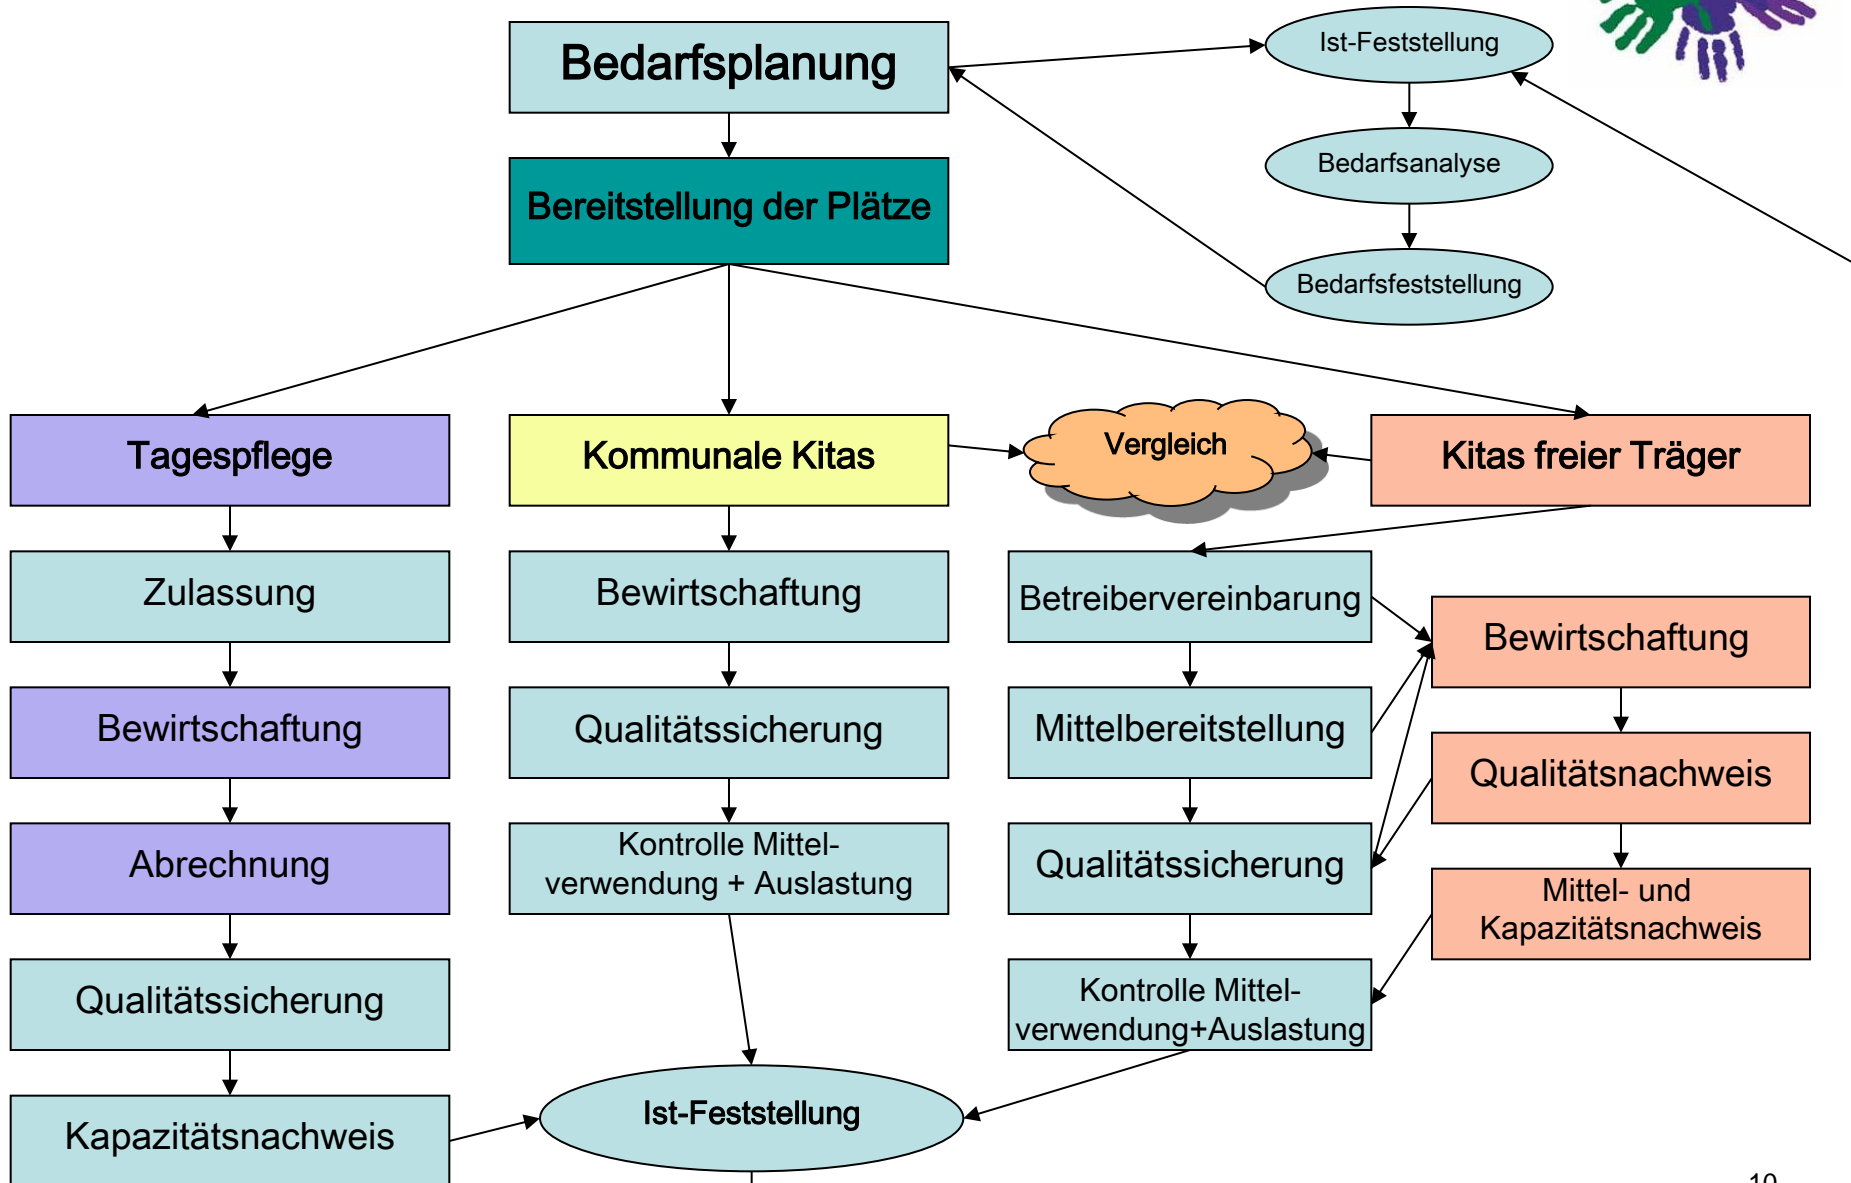 Bedarfsplanung
Ist-Feststellung
Bedarfsanalyse
Bereitstellung der Plätze
Bedarfsfeststellung
Tagespflege
Kommunale Kitas
Vergleich
Kitas freier Träger
Zulassung
Bewirtschaftung
Betreibervereinbarung
Bewirtschaftung
Bewirtschaftung
Qualitätssicherung
Mittelbereitstellung
Qualitätsnachweis
Abrechnung
Kontrolle Mittel-
verwendung + Auslastung
Qualitätssicherung
Mittel- und
Kapazitätsnachweis
Qualitätssicherung
Kontrolle Mittel-
verwendung+Auslastung
Kapazitätsnachweis
Ist-Feststellung
10